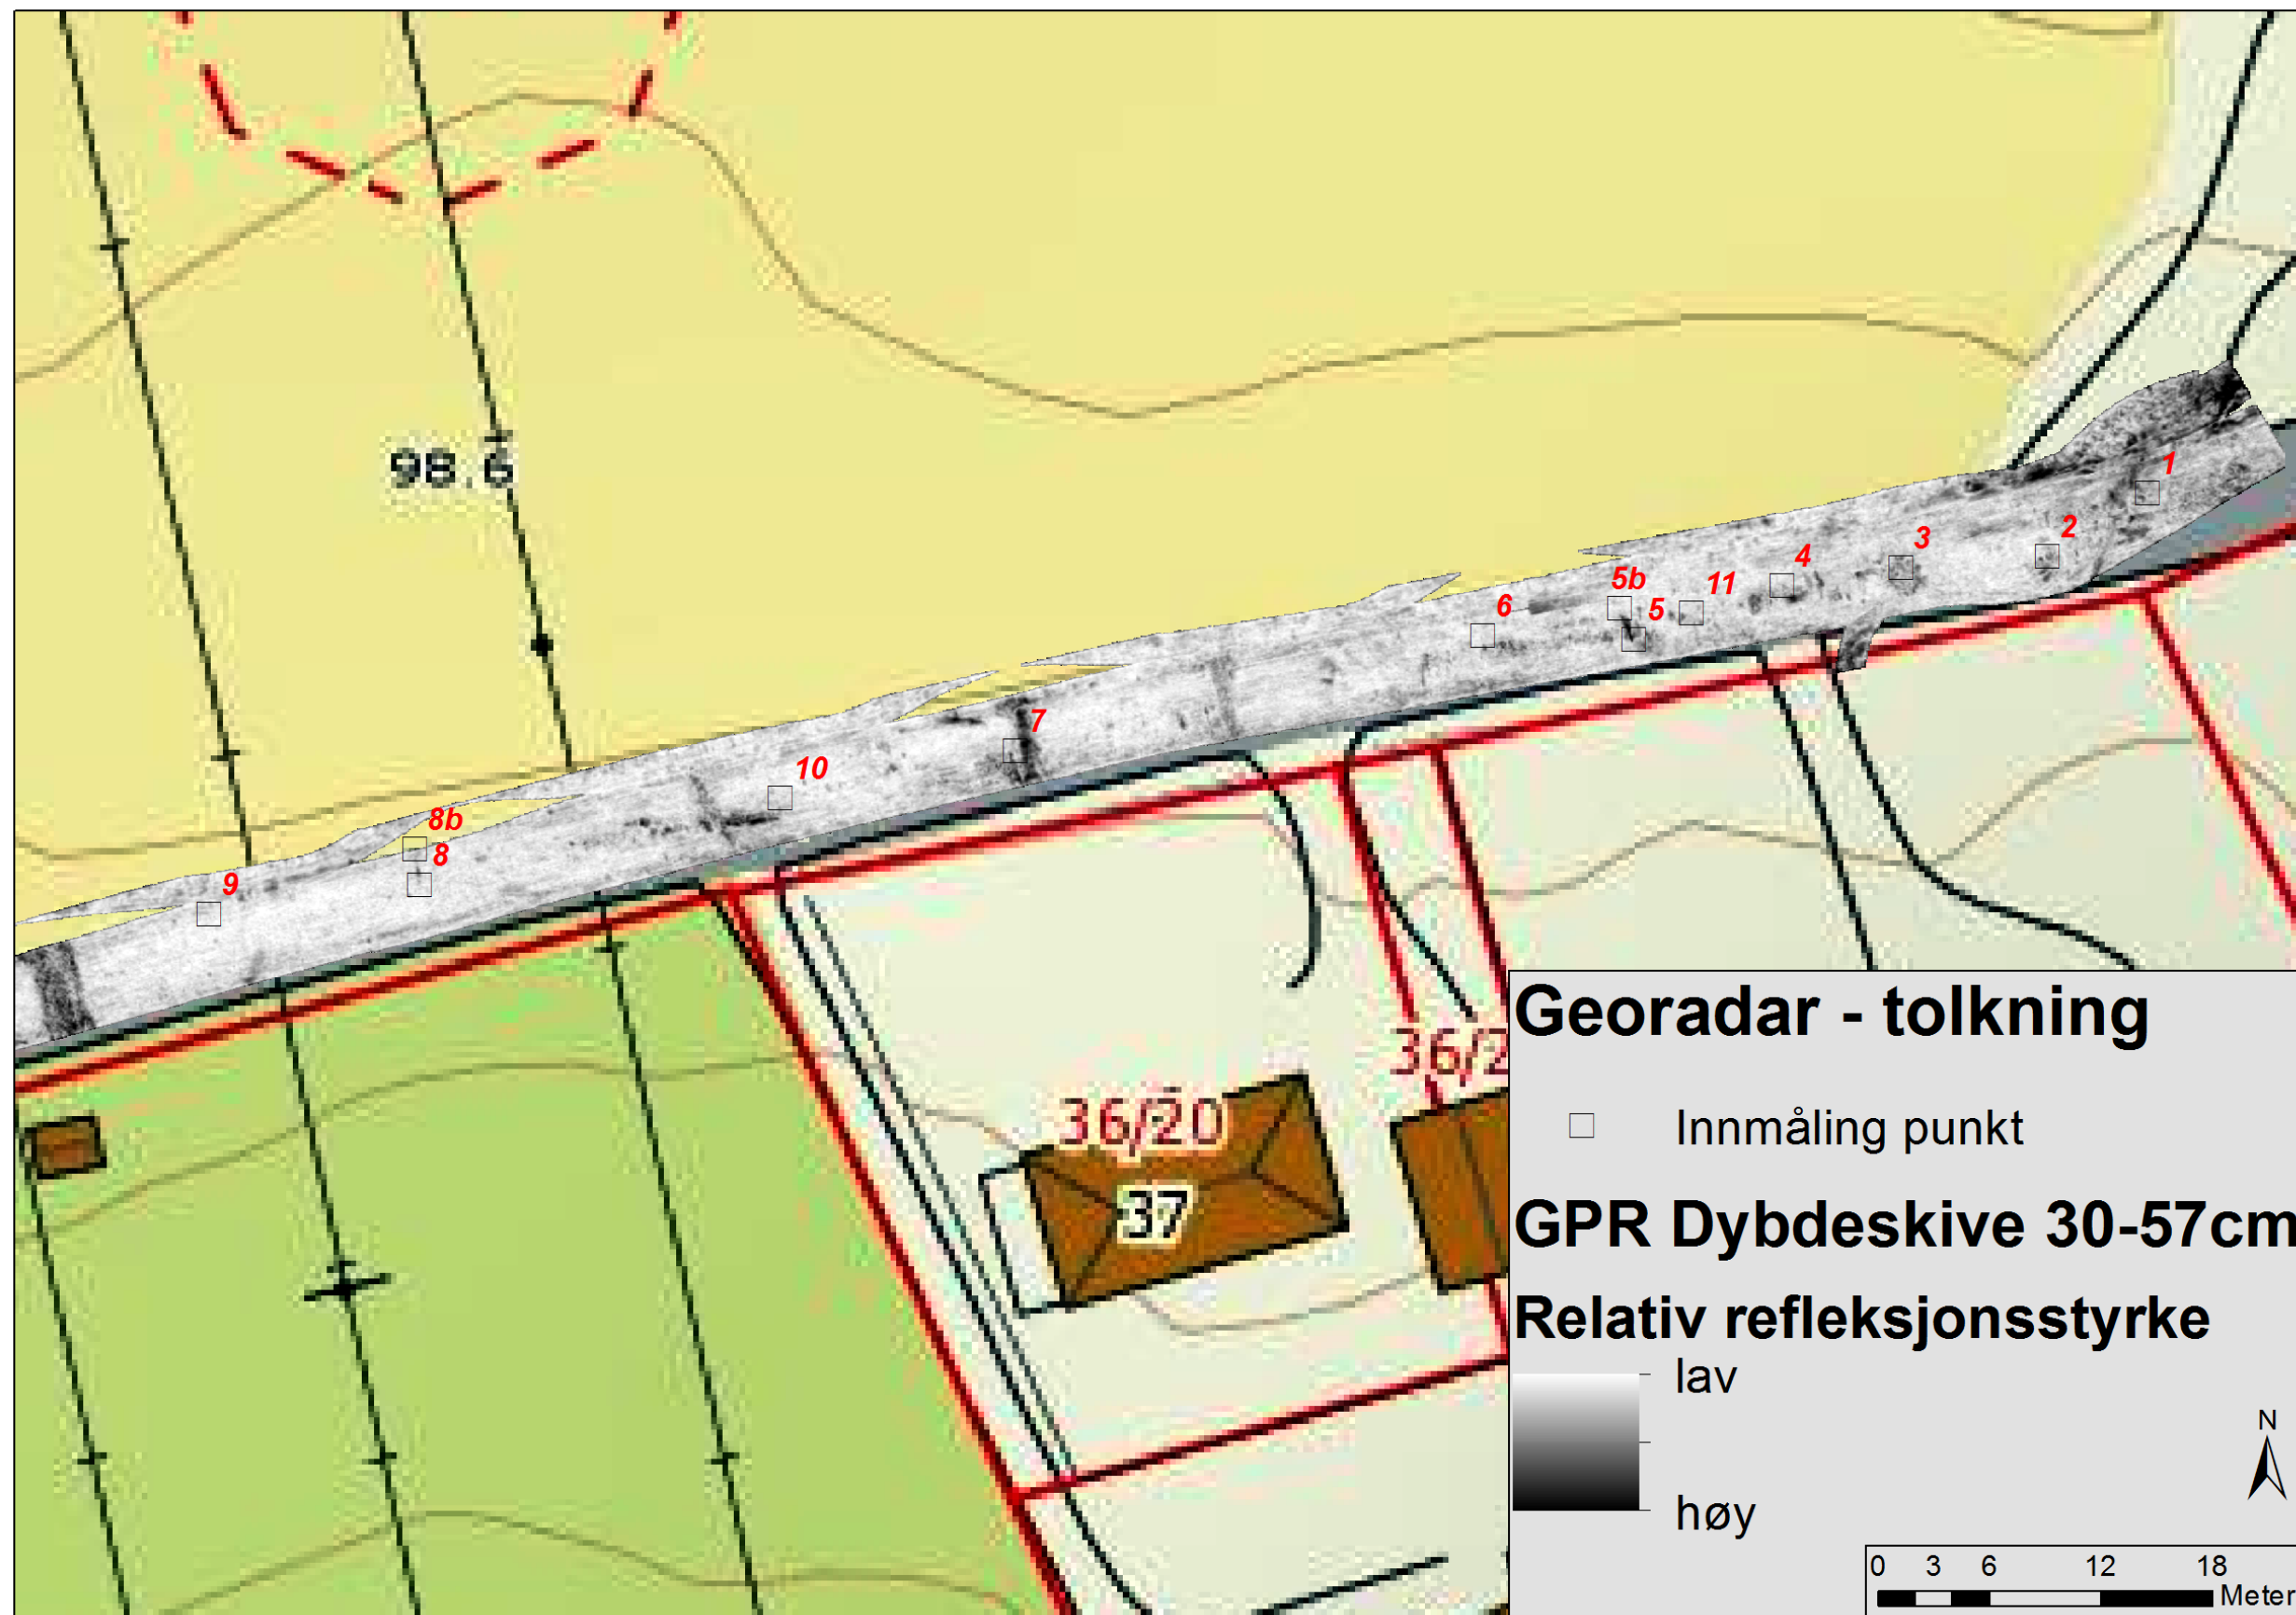 98.6
1
2
3
4
5b
11
5
6
7
10
8b
8
9
36/20
37
36/2
Georadar - tolkning
Innmåling punkt
GPR Dybdeskive 30-57cm
Relativ refleksjonsstyrke
lav
høy
N
0 3 6 12 18
Meter